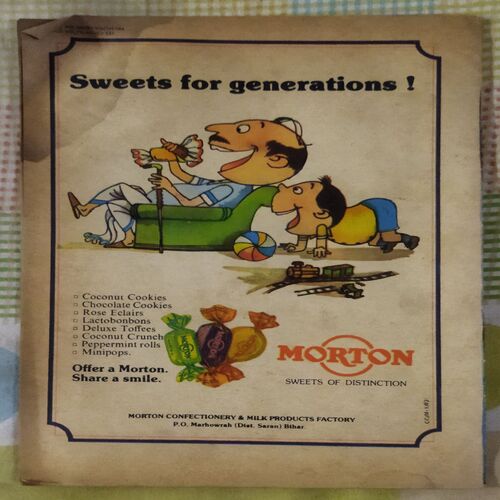 Sweets for generations !
Coconut Cookies
Chocolate Cookies
Rose Eclairs
Lactobonbons
Deluxe Toffees
Coconut Crunch
Peppermint rolls
Minipops.
Offer a Morton.
Share a smile.
MORTON
SWEETS OF DISTINCTION
MORTON CONFECTIONERY & MILK PRODUCTS FACTORY
P.O. Marhowrah (Dist. Saran) Bihar.